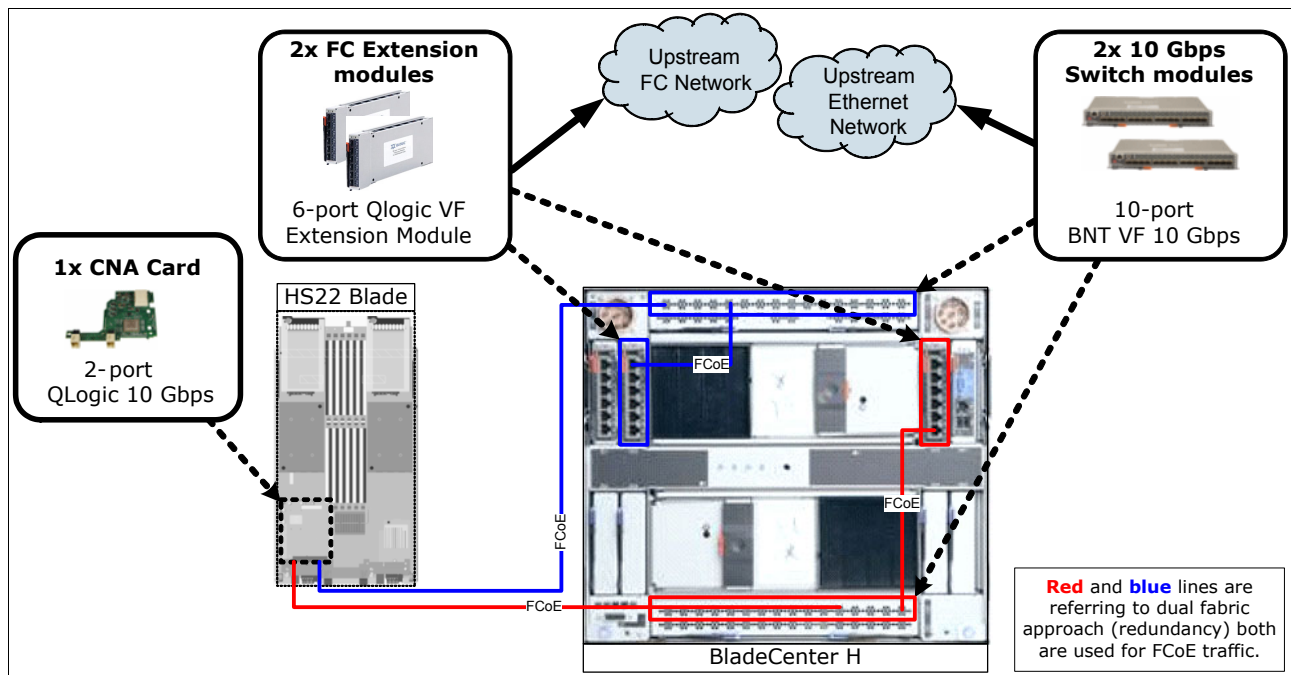 2x FC Extension
modules
6-port Qlogic VF
Extension Module
Upstream
FC Network
Upstream
Ethernet
Network
2x 10 Gbps
Switch modules
10-port
BNT VF 10 Gbps
1x CNA Card
2-port
QLogic 10 Gbps
HS22 Blade
FCoE
FCoE
FCoE
FCoE
BladeCenter H
Red and blue lines are
referring to dual fabric
approach (redundancy) both
are used for FCoE traffic.